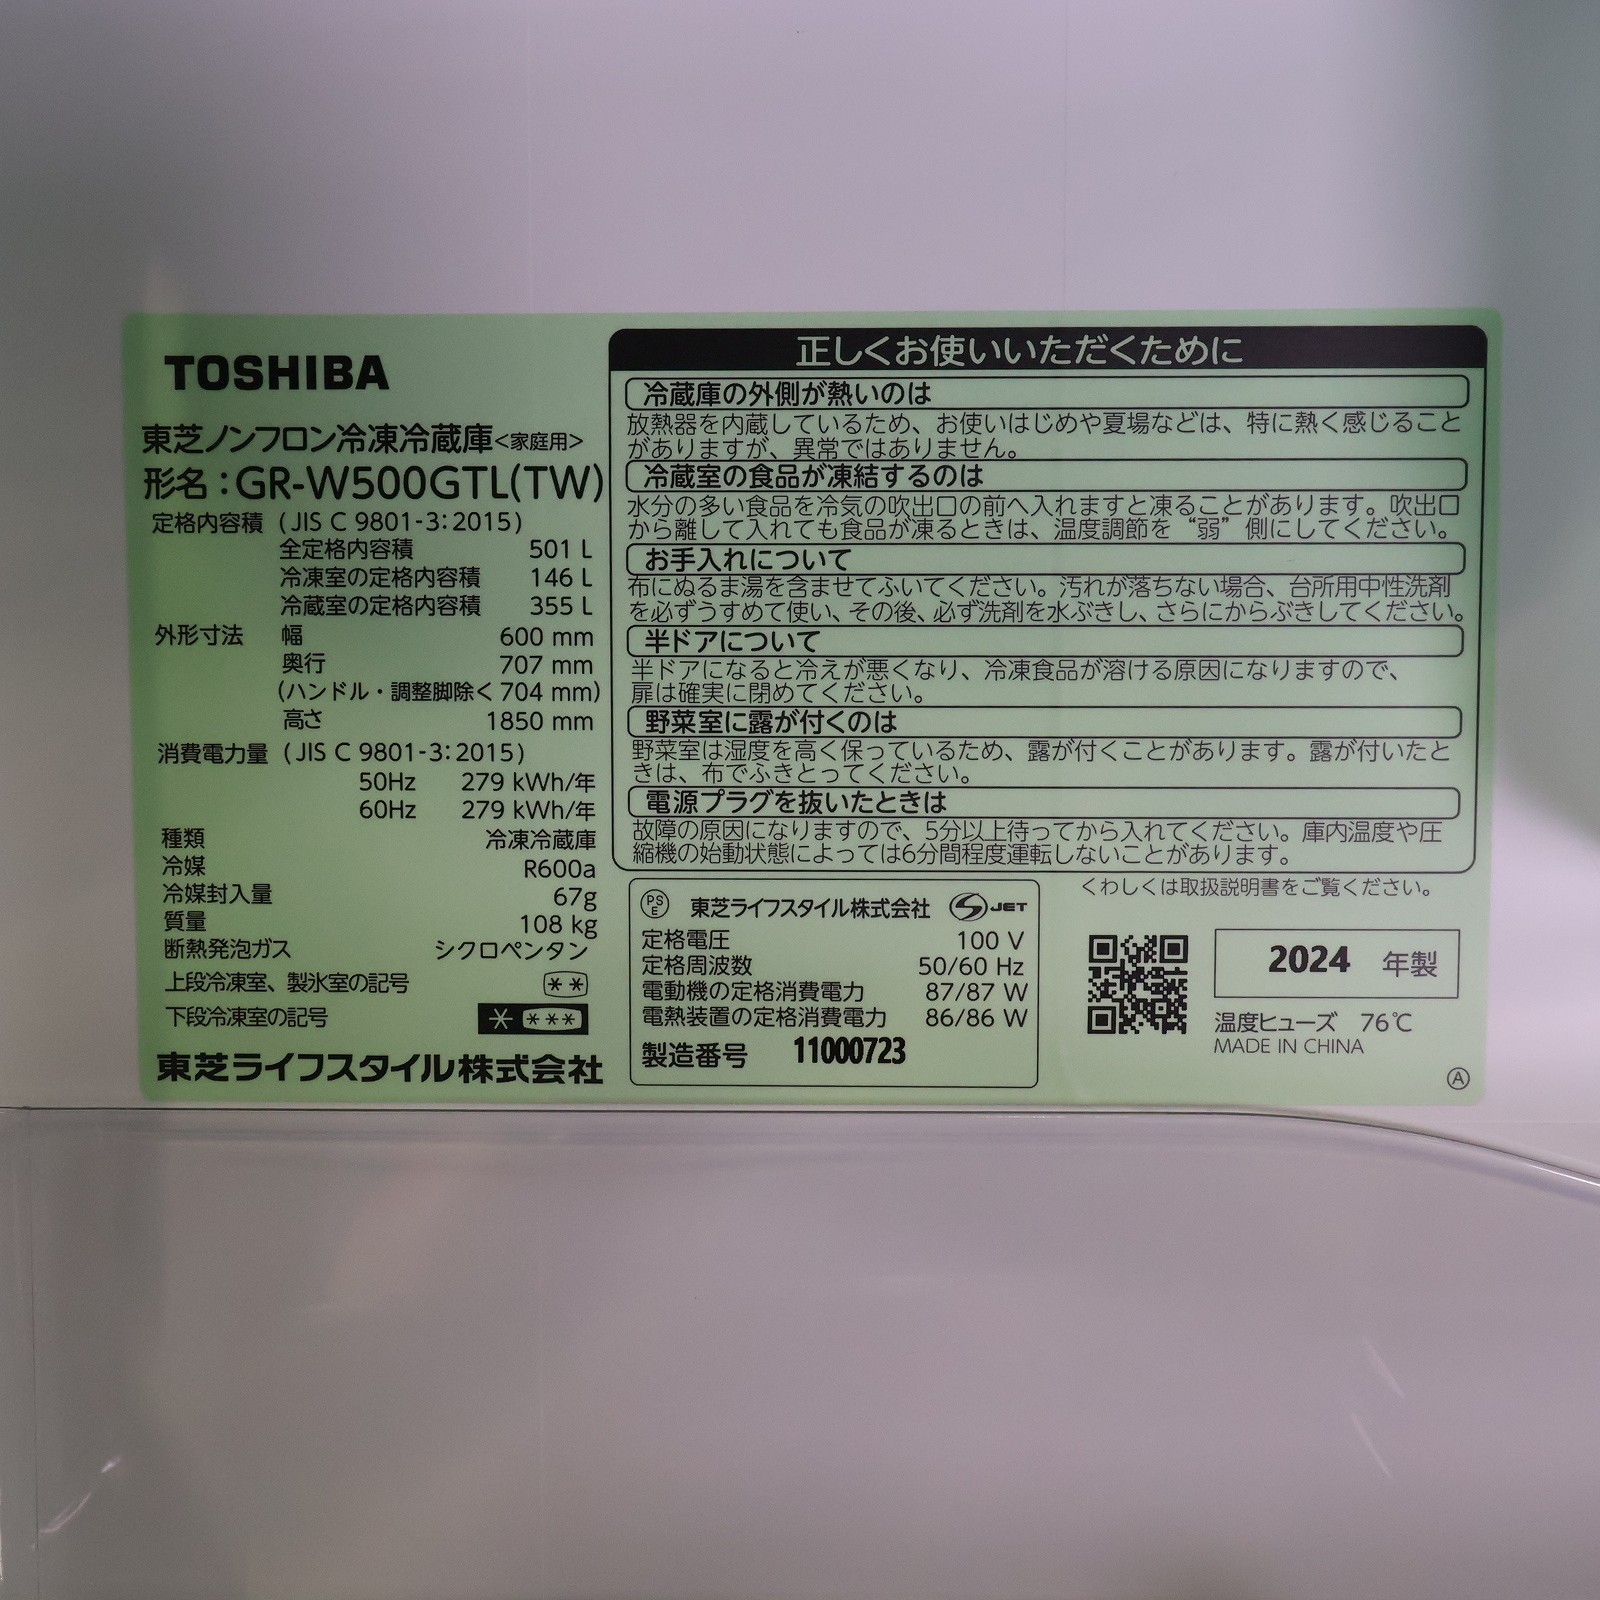 TOSHIBA
東芝ノンフロン冷凍冷蔵庫<家庭用>
形名：GR-W500GTL(TW)
定格内容積 (JIS C 9801-3：2015)
全定格内容積 501 L
冷凍室の定格内容積 146 L
冷蔵室の定格内容積 355 L
外形寸法 幅 600 mm
奥行 707 mm
(ハンドル・調整脚除く 704 mm)
高さ 1850 mm
消費電力量 (JIS C 9801-3：2015)
50Hz 279 kWh/年
60Hz 279 kWh/年
種類 冷凍冷蔵庫
冷媒 R600a
冷媒封入量 67g
質量 108 kg
断熱発泡ガス シクロペンタン
上段冷凍室、製氷室の記号 **
下段冷凍室の記号 * ***
東芝ライフスタイル株式会社
正しくお使いいただくために
冷蔵庫の外側が熱いのは
放熱器を内蔵しているため、お使いはじめや夏場などは、特に熱く感じること
がありますが、異常ではありません。
冷蔵室の食品が凍結するのは
水分の多い食品を冷気の吹出口の前へ入れますと凍ることがあります。吹出口
から離して入れても食品が凍るときは、温度調節を“弱”側にしてください。
お手入れについて
布にぬるま湯を含ませてふいてください。汚れが落ちない場合、台所用中性洗剤
を必ずうすめて使い、その後、必ず洗剤を水ぶきし、さらにからぶきしてください。
半ドアについて
半ドアになると冷えが悪くなり、冷凍食品が溶ける原因になりますので、
扉は確実に閉めてください。
野菜室に露が付くのは
野菜室は湿度を高く保っているため、露が付くことがあります。露が付いたと
きは、布でふきとってください。
電源プラグを抜いたときは
故障の原因になりますので、5分以上待ってから入れてください。庫内温度や圧
縮機の始動状態によっては6分間程度運転しないことがあります。
くわしくは取扱説明書をご覧ください。
PSE 東芝ライフスタイル株式会社 S JET
定格電圧 100 V
定格周波数 50/60 Hz
電動機の定格消費電力 87/87 W
電熱装置の定格消費電力 86/86 W
製造番号 11000723
2024 年製
温度ヒューズ 76℃
MADE IN CHINA
A